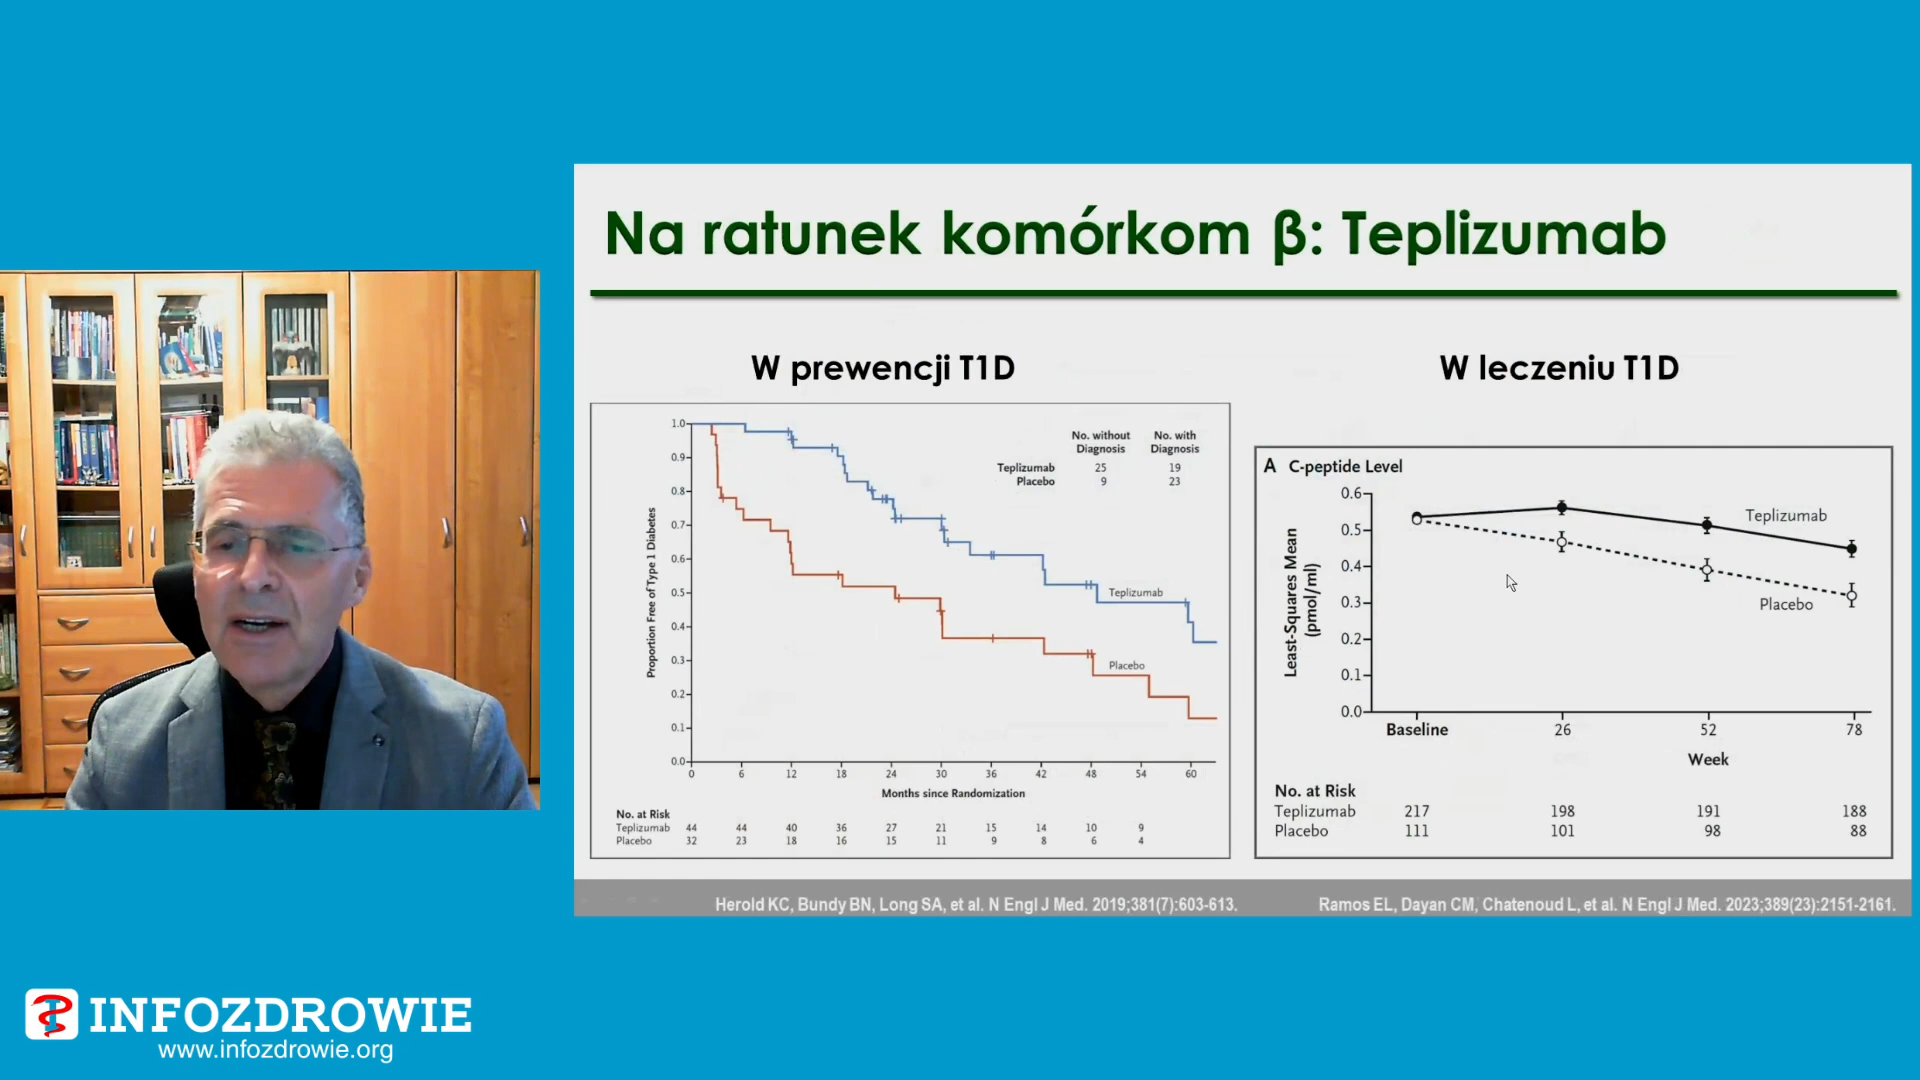 Na ratunek komórkom β: Teplizumab
W prewencji T1D
1.0
0.9
0.8
0.7
0.6
0.5
0.4
0.3
0.2
0.1
0.0
Proportion Free of Type 1 Diabetes
No. without Diagnosis
No. with Diagnosis
Teplizumab 25 19
Placebo 9 23
Teplizumab
Placebo
0 6 12 18 24 30 36 42 48 54 60
Months since Randomization
No. at Risk
Teplizumab 44 44 40 36 27 21 15 14 10 9
Placebo 32 23 18 16 15 11 9 8 6 4
W leczeniu T1D
A C-peptide Level
0.6
0.5
0.4
0.3
0.2
0.1
0.0
Least-Squares Mean
(pmol/ml)
Teplizumab
Placebo
Baseline 26 52 78
Week
No. at Risk
Teplizumab 217 198 191 188
Placebo 111 101 98 88
Herold KC, Bundy BN, Long SA, et al. N Engl J Med. 2019;381(7):603-613.
Ramos EL, Dayan CM, Chatenoud L, et al. N Engl J Med. 2023;389(23):2151-2161.
INFOZDROWIE
www.infozdrowie.org